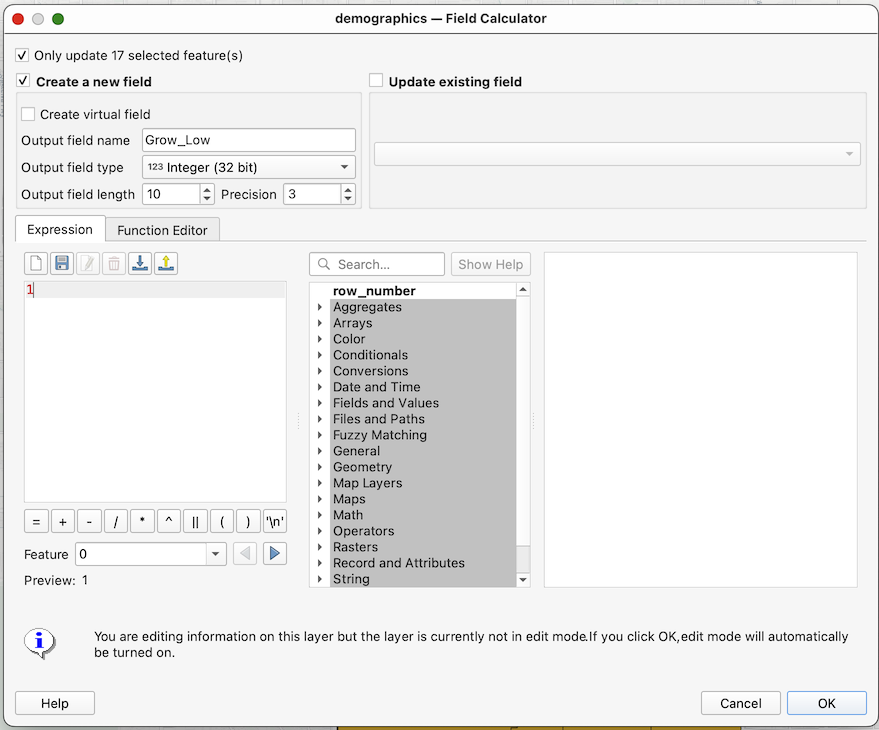 demographics — Field Calculator
Only update 17 selected feature(s)
Create a new field
Update existing field
Create virtual field
Output field name Grow_Low
Output field type 123 Integer (32 bit)
Output field length 10 Precision 3
Expression Function Editor
Search... Show Help
1
row_number
Aggregates
Arrays
Color
Conditionals
Conversions
Date and Time
Fields and Values
Files and Paths
Fuzzy Matching
General
Geometry
Map Layers
Maps
Math
Operators
Rasters
Record and Attributes
String
= + - / * ^ || ( ) '\n'
Feature 0
Preview: 1
You are editing information on this layer but the layer is currently not in edit mode.If you click OK,edit mode will automatically
be turned on.
Help Cancel OK